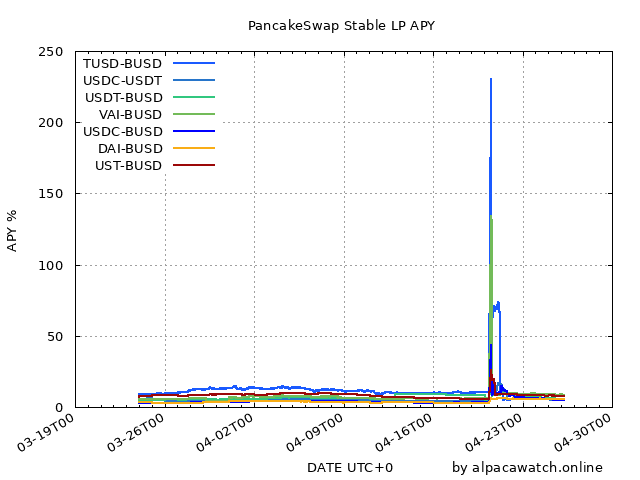 PancakeSwap Stable LP APY
250
200
150
100
50
0
APY %
TUSD-BUSD
USDC-USDT
USDT-BUSD
VAI-BUSD
USDC-BUSD
DAI-BUSD
UST-BUSD
03-19T00
03-26T00
04-02T00
04-09T00
04-16T00
04-23T00
04-30T00
DATE UTC+0
by alpacawatch.online